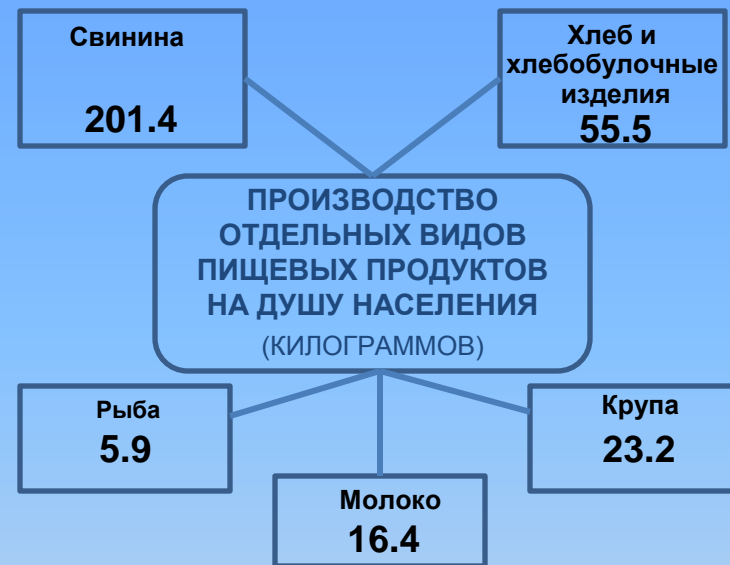 Свинина
201.4
Хлеб и
хлебобулочные
изделия
55.5
ПРОИЗВОДСТВО
ОТДЕЛЬНЫХ ВИДОВ
ПИЩЕВЫХ ПРОДУКТОВ
НА ДУШУ НАСЕЛЕНИЯ
(КИЛОГРАММОВ)
Рыба
5.9
Молоко
16.4
Крупа
23.2